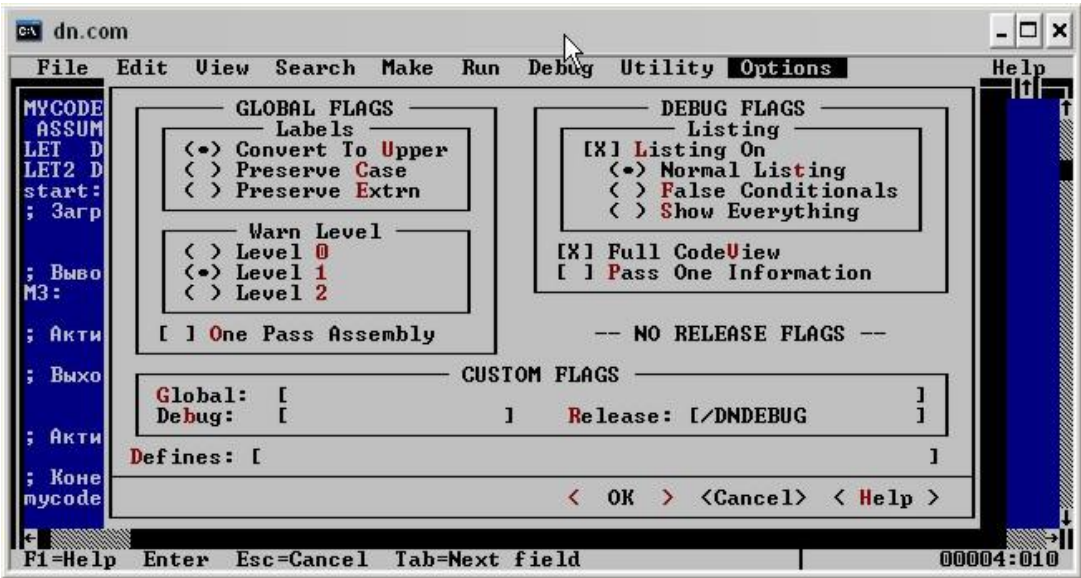 dn.com
File Edit View Search Make Run Debug Utility Options Help
MYCODE
ASSUM
LET D
LET2 D
start:
; Загр
; Выво
M3:
; Акти
; Выхо
; Акти
; Коне
mycode
GLOBAL FLAGS
Labels
(•) Convert To Upper
( ) Preserve Case
( ) Preserve Extrn
Warn Level
( ) Level 0
(•) Level 1
( ) Level 2
[ ] One Pass Assembly
DEBUG FLAGS
Listing
[X] Listing On
(•) Normal Listing
( ) False Conditionals
( ) Show Everything
[X] Full CodeView
[ ] Pass One Information
-- NO RELEASE FLAGS --
CUSTOM FLAGS
Global: [ ]
Debug: [ ] Release: [/DNDEBUG ]
Defines: [ ]
< OK > <Cancel> < Help >
F1=Help Enter Esc=Cancel Tab=Next field 00004:010